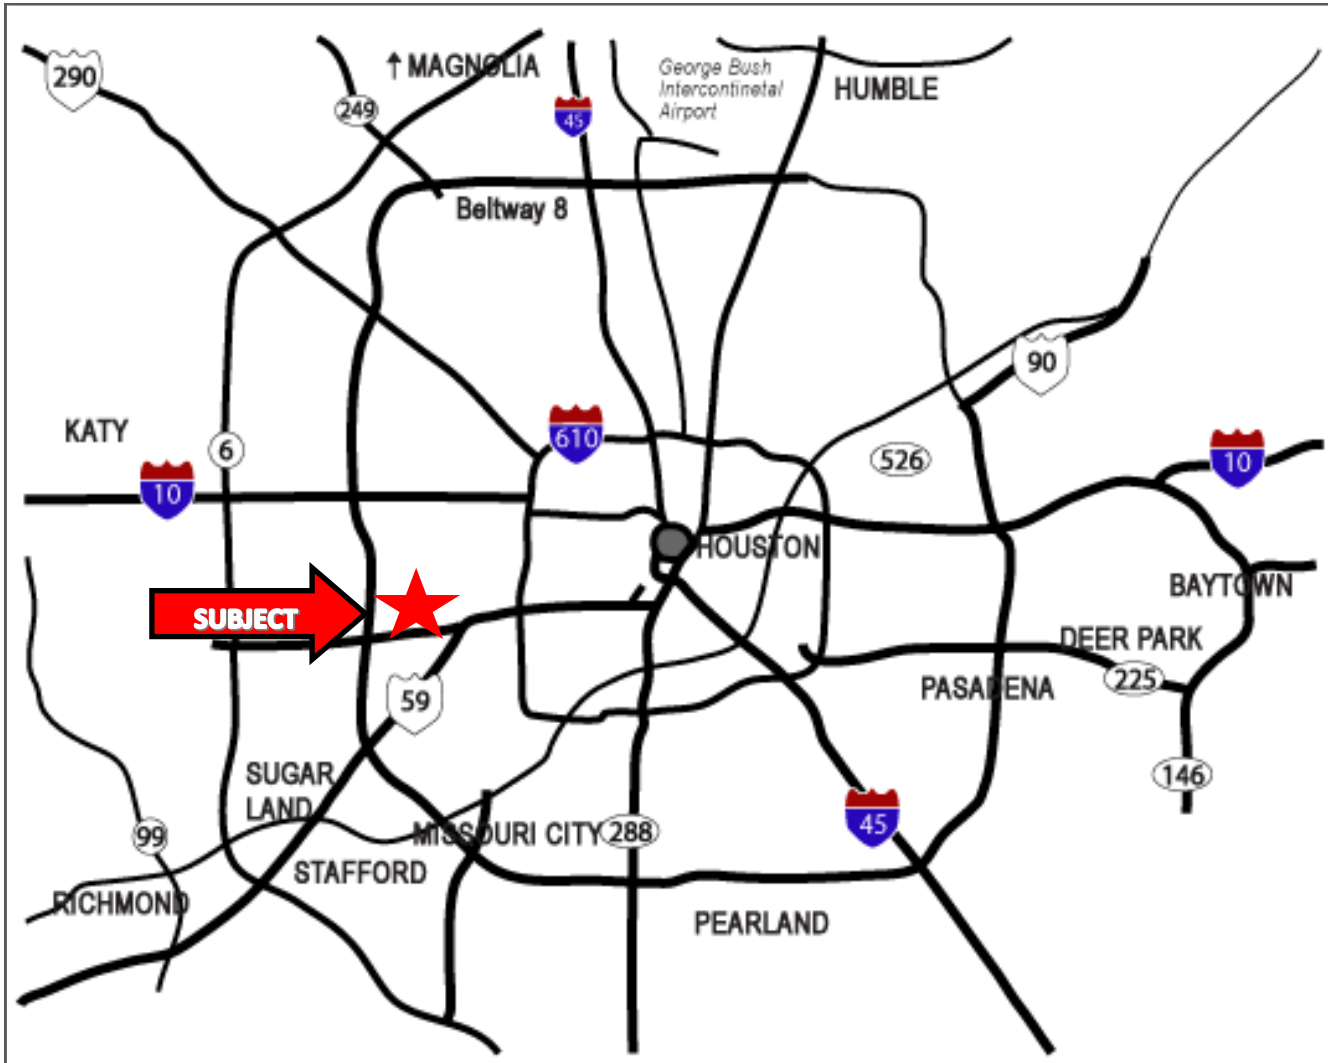 290
↑ MAGNOLIA
249
45
George Bush
Intercontinetal
Airport
HUMBLE
Beltway 8
90
KATY
6
610
526
10
10
HOUSTON
BAYTOWN
SUBJECT
DEER PARK
225
59
PASADENA
SUGAR
LAND
146
99
MISSOURI CITY
288
45
STAFFORD
RICHMOND
PEARLAND